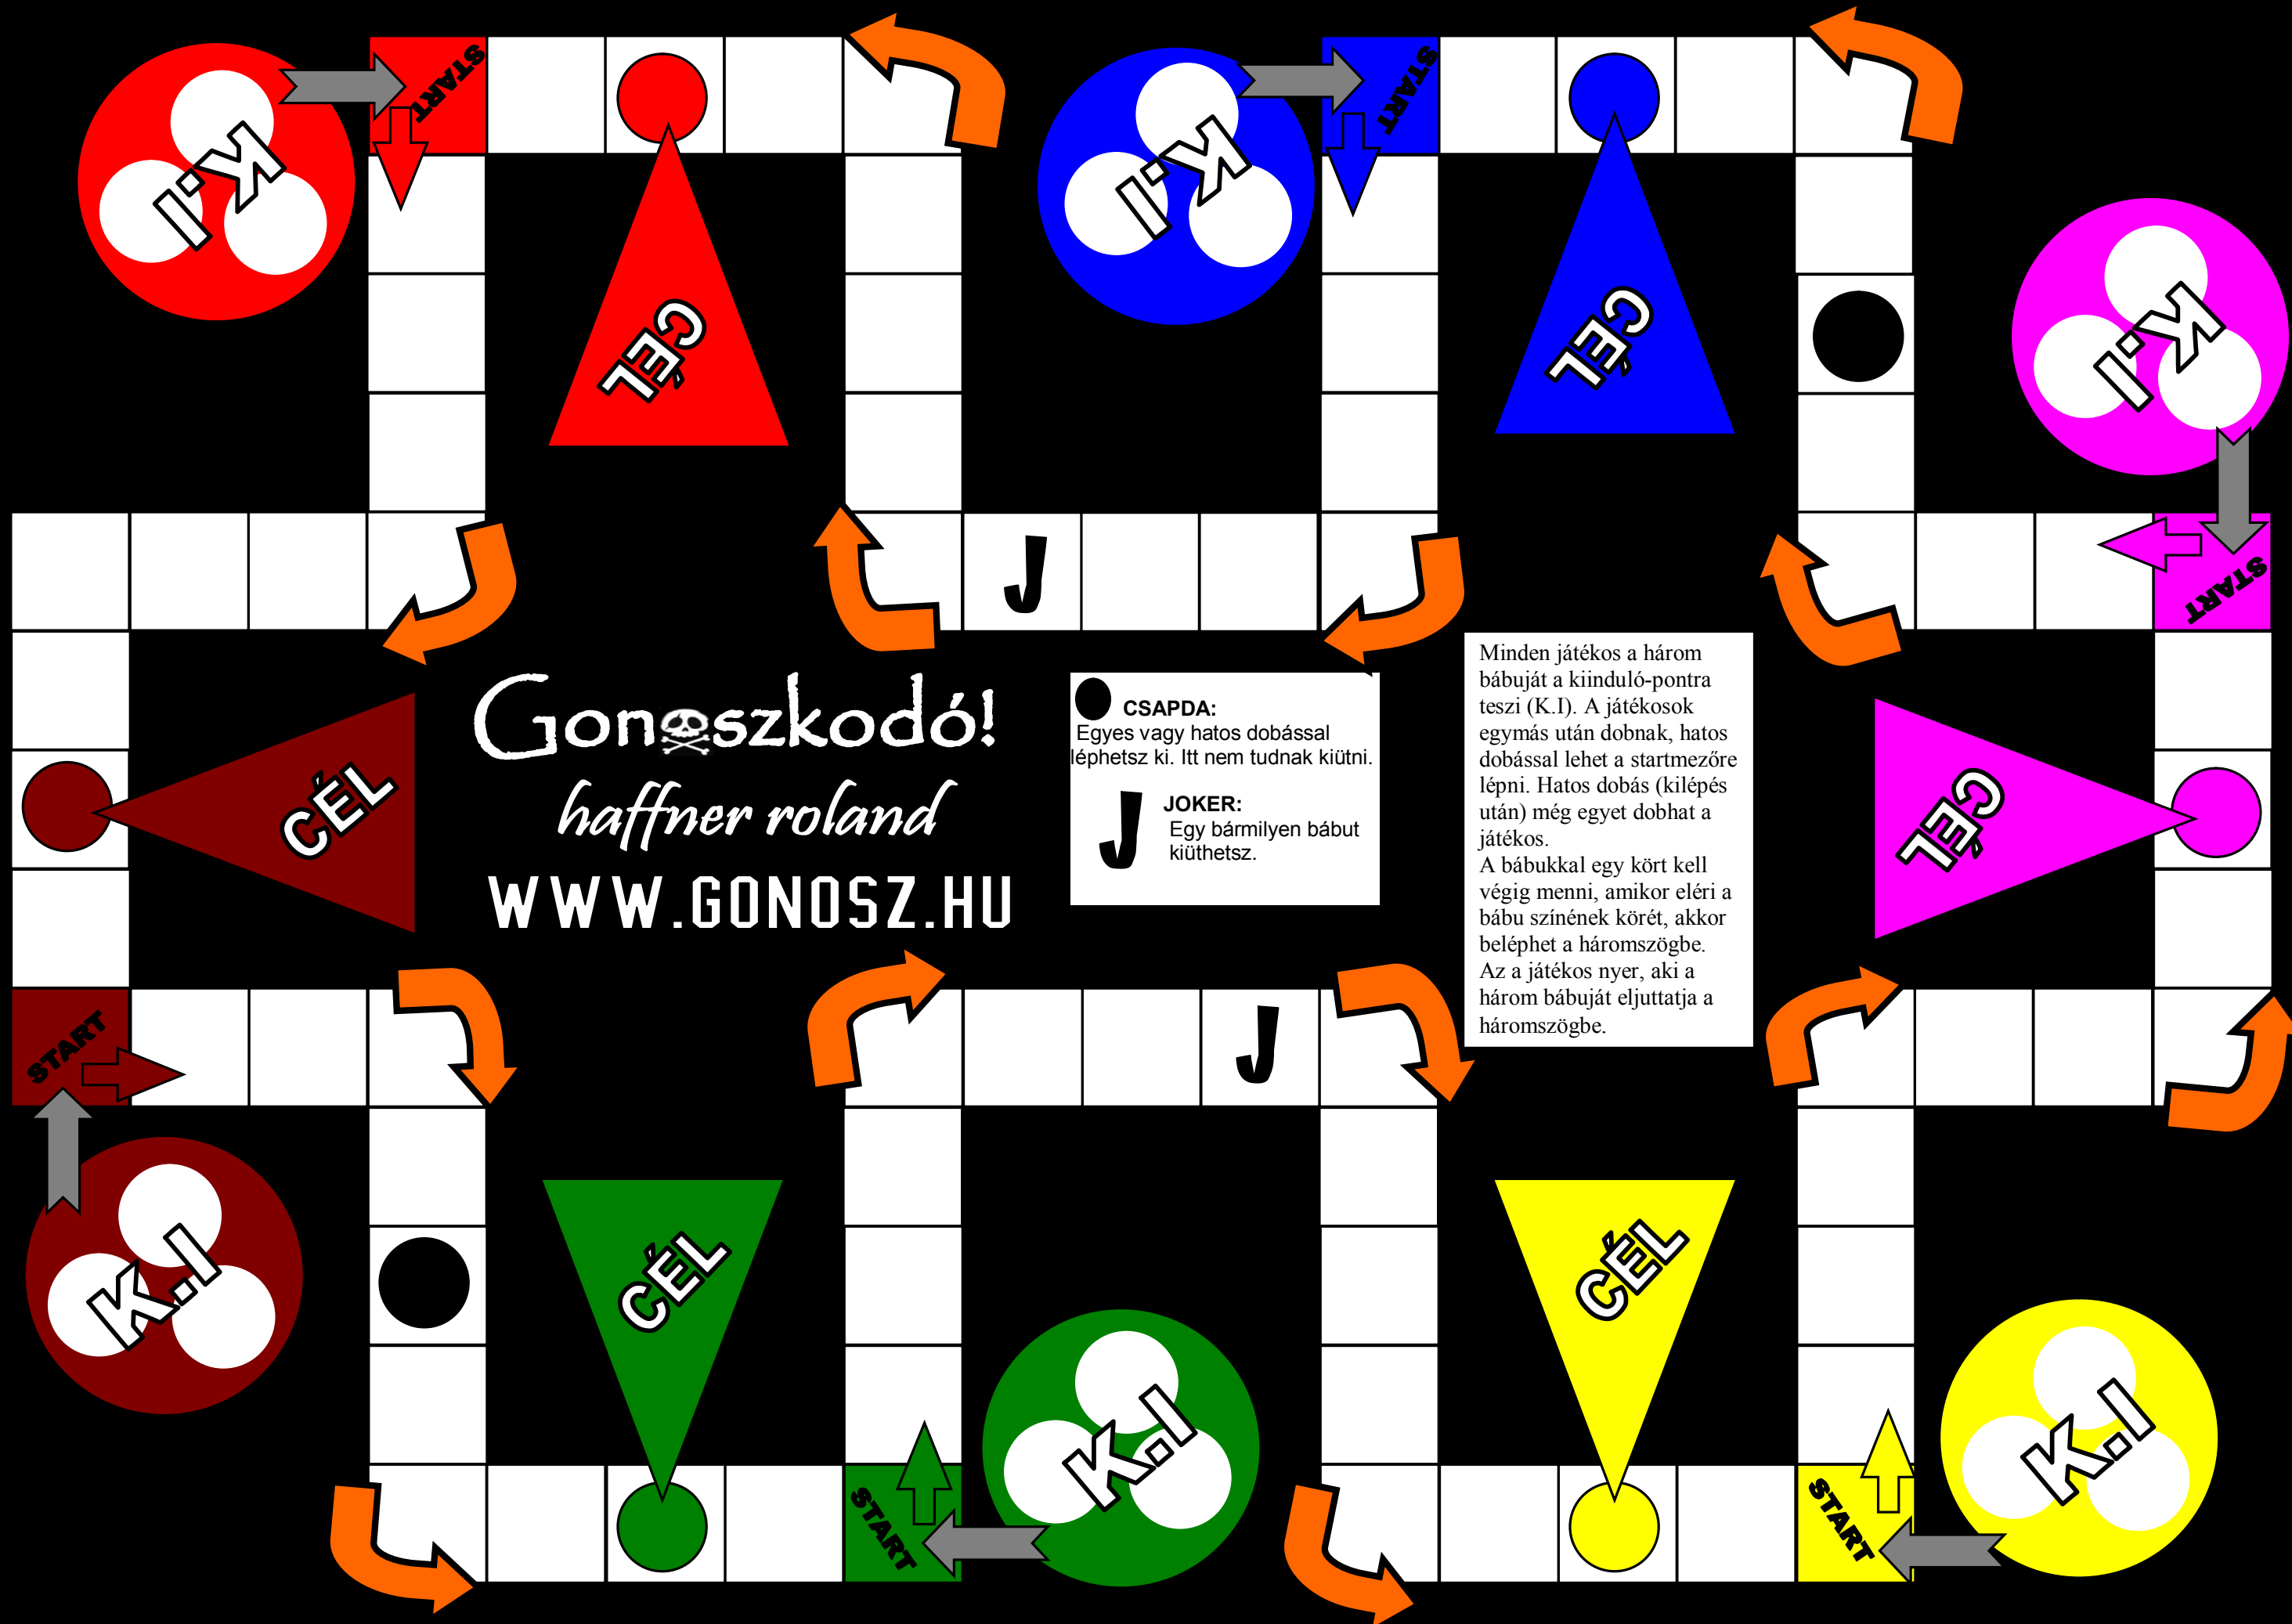 START
START
K.I
K.I
CÉL
CÉL
K.I
J
START
Gonoszkodó!
haffner roland
WWW.GONOSZ.HU
CSAPDA:
Egyes vagy hatos dobással
léphetsz ki. Itt nem tudnak kiütni.
J JOKER:
Egy bármilyen bábut
kiüthetsz.
Minden játékos a három
bábuját a kiinduló-pontra
teszi (K.I). A játékosok
egymás után dobnak, hatos
dobással lehet a startmezőre
lépni. Hatos dobás (kilépés
után) még egyet dobhat a
játékos.
A bábukkal egy kört kell
végig menni, amikor eléri a
bábu színének körét, akkor
beléphet a háromszögbe.
Az a játékos nyer, aki a
három bábuját eljuttatja a
háromszögbe.
CÉL
CÉL
START
J
K.I
CÉL
CÉL
K.I
K.I
START
START